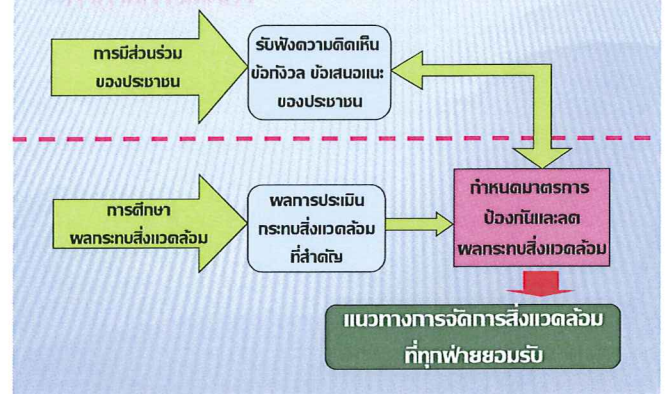 การมีส่วนร่วม
ของประชาชน
รับฟังความคิดเห็น
ข้อกังวล ข้อเสนอแนะ
ของประชาชน
การศึกษา
ผลกระทบสิ่งแวดล้อม
ผลการประเมิน
กระทบสิ่งแวดล้อม
ที่สำคัญ
กำหนดมาตรการ
ป้องกันและลด
ผลกระทบสิ่งแวดล้อม
แนวทางการจัดการสิ่งแวดล้อม
ที่ทุกฝ่ายยอมรับ